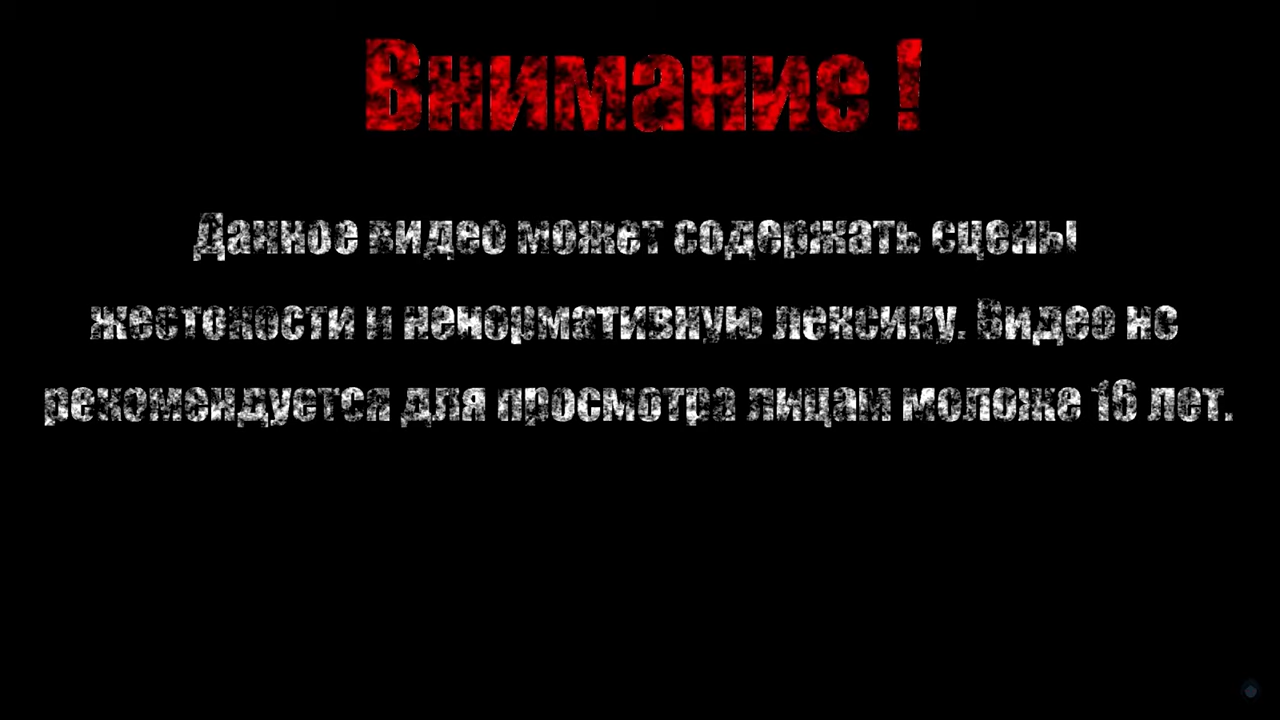 Внимание !
Данное видео может содержать сцены
жестокости и ненормативную лексику. Видео не
рекомендуется для просмотра лицам моложе 16 лет.